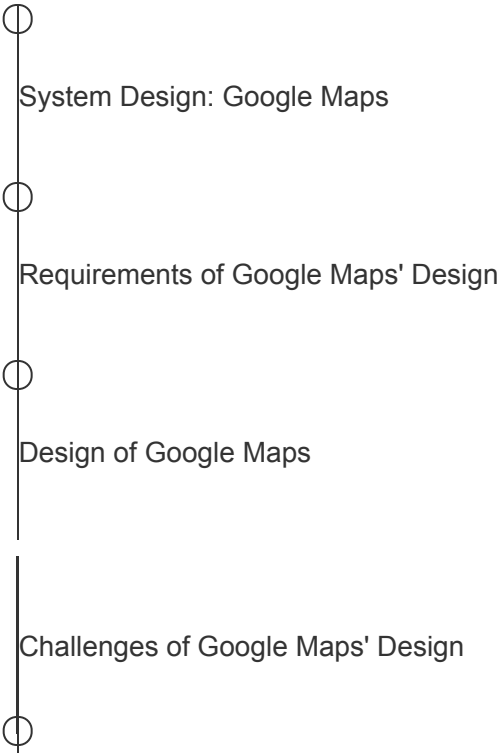 System Design: Google Maps
Requirements of Google Maps' Design
Design of Google Maps
Challenges of Google Maps' Design